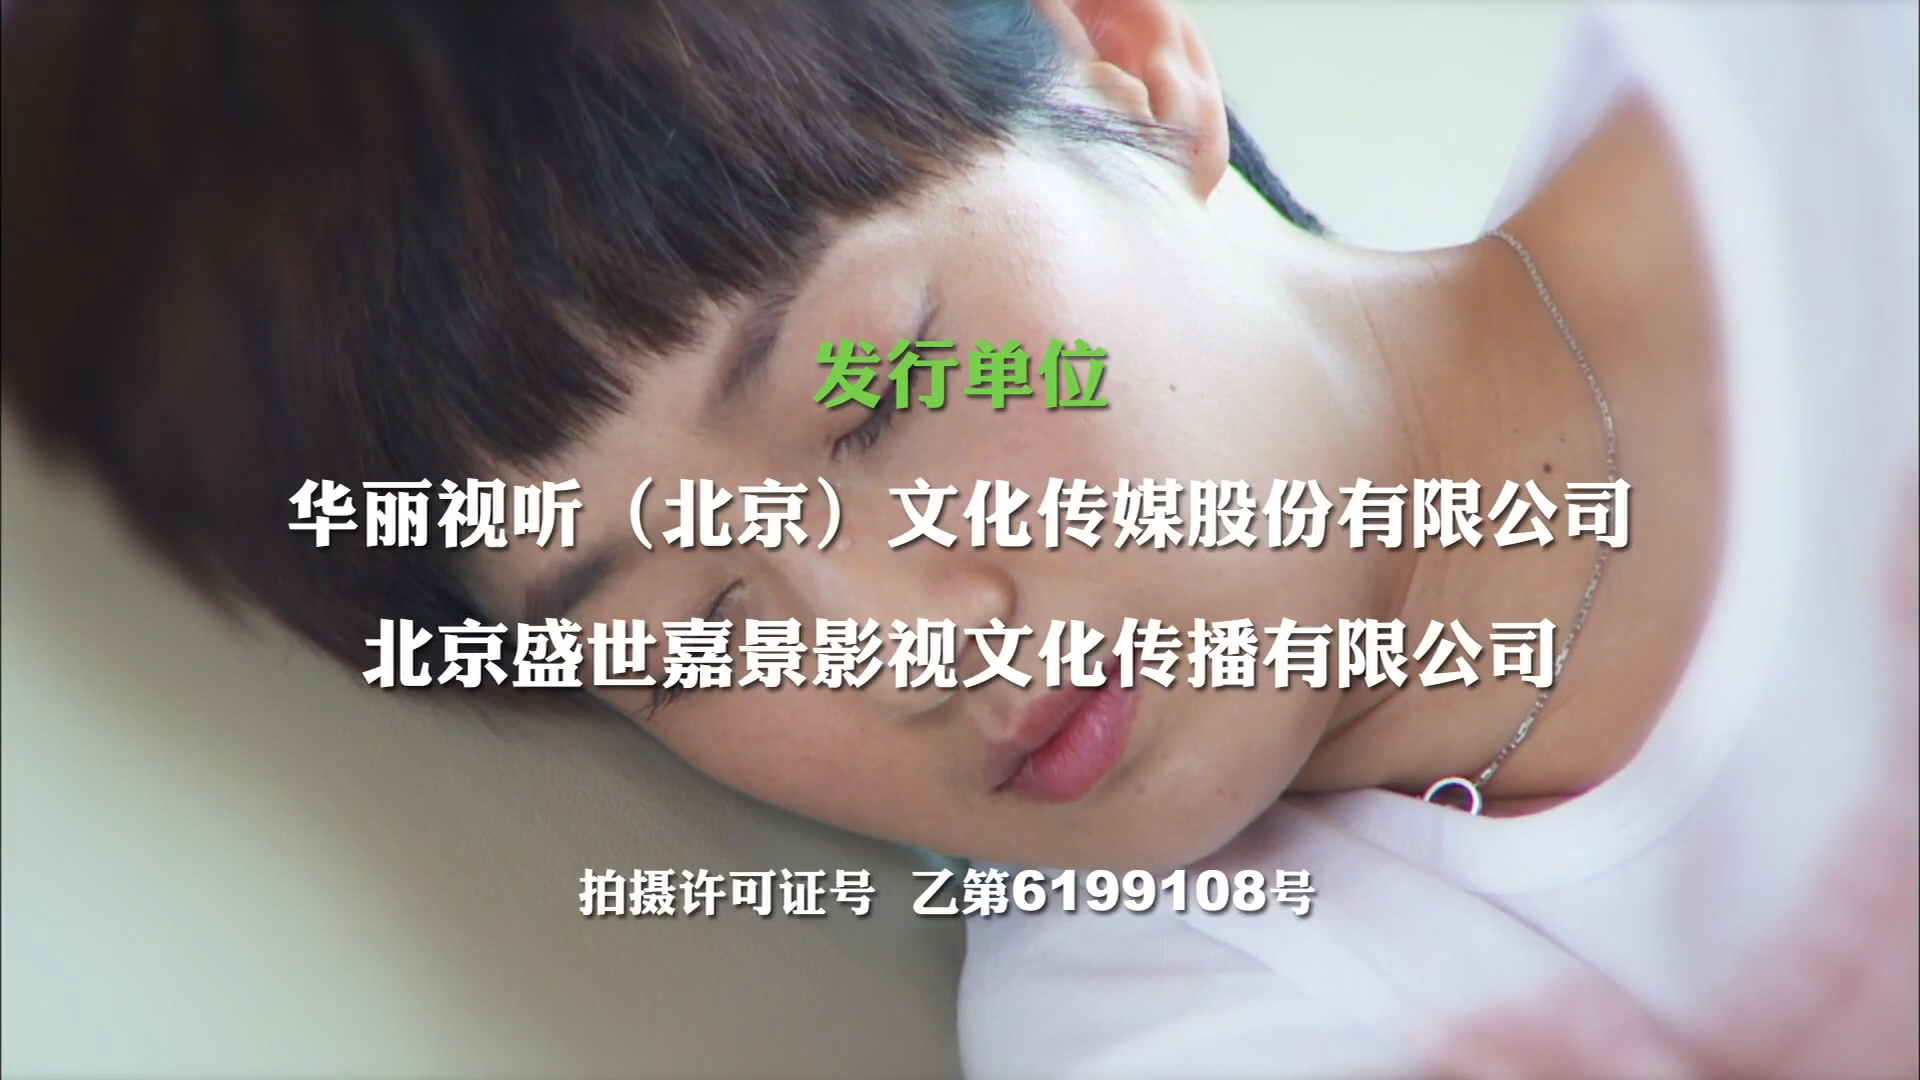 发行单位
华丽视听（北京）文化传媒股份有限公司
北京盛世嘉景影视文化传播有限公司
拍摄许可证号 乙第6199108号